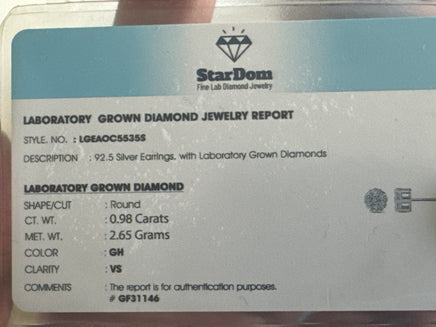 StarDom
Fine Lab Diamond Jewelry
LABORATORY GROWN DIAMOND JEWELRY REPORT
STYLE. NO. : LGEAOC5535S
DESCRIPTION : 92.5 Silver Earrings, with Laboratory Grown Diamonds
LABORATORY GROWN DIAMOND
SHAPE/CUT : Round
CT. WT. : 0.98 Carats
MET. WT. : 2.65 Grams
COLOR : GH
CLARITY : VS
COMMENTS : The report is for authentication purposes.
# GF31146